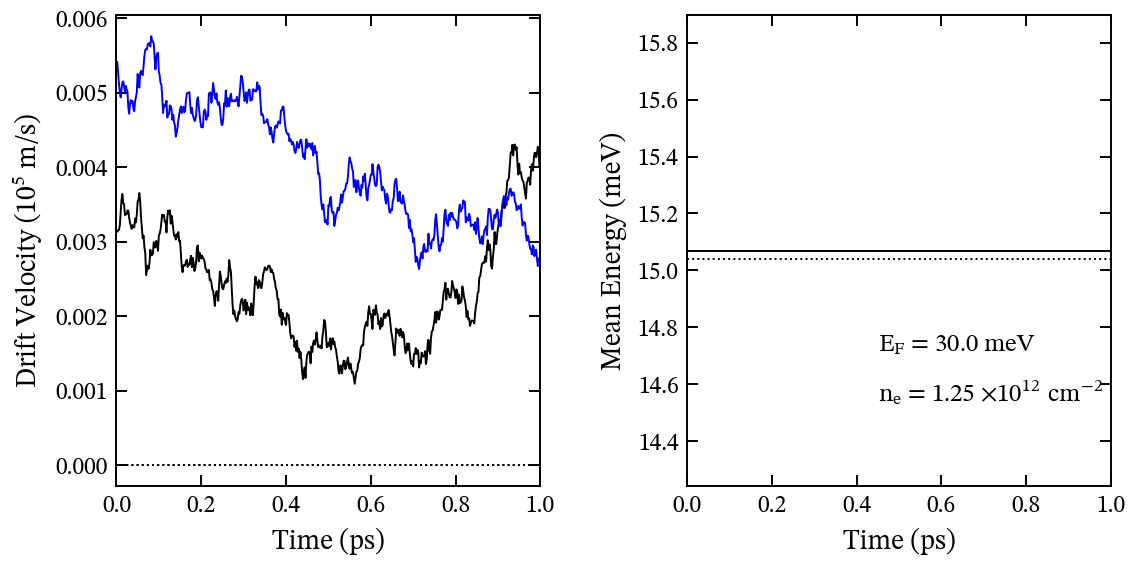 Drift Velocity (10⁵ m/s)
0.006
0.005
0.004
0.003
0.002
0.001
0.000
0.0 0.2 0.4 0.6 0.8 1.0
Time (ps)
Mean Energy (meV)
15.8
15.6
15.4
15.2
15.0
14.8
14.6
14.4
E_F = 30.0 meV
n_e = 1.25 ×10¹² cm⁻²
0.0 0.2 0.4 0.6 0.8 1.0
Time (ps)